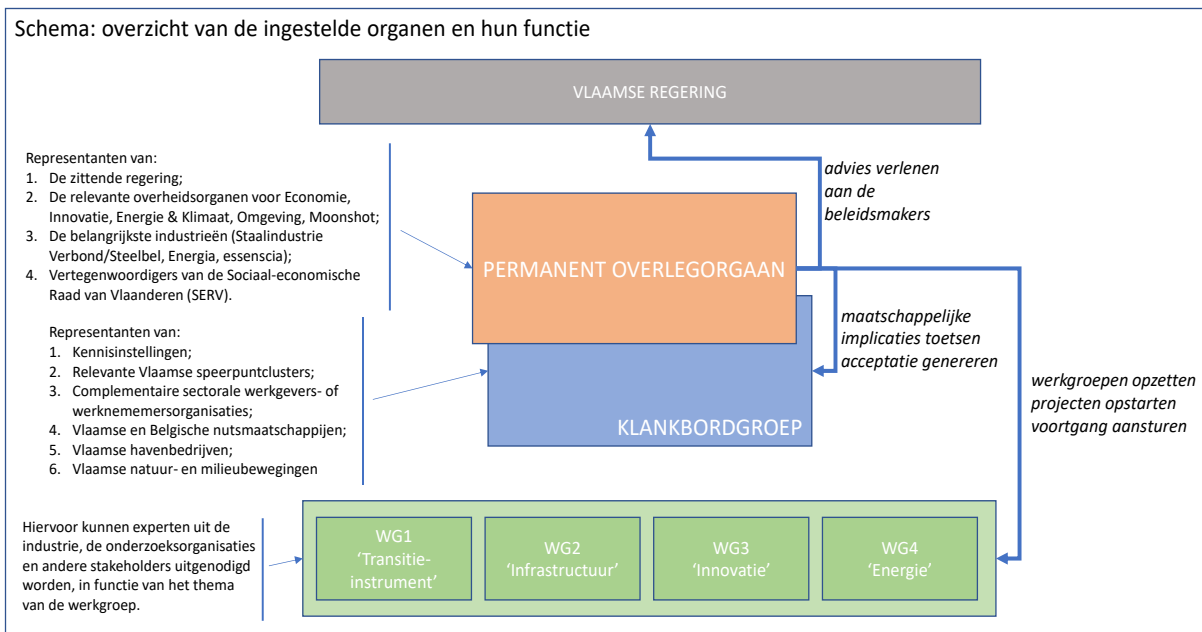 Schema: overzicht van de ingestelde organen en hun functie
VLAAMSE REGERING
Representanten van:
1. De zittende regering;
2. De relevante overheidsorganen voor Economie,
Innovatie, Energie & Klimaat, Omgeving, Moonshot;
3. De belangrijkste industrieën (Staalindustrie
Verbond/Steelbel, Energia, essenscia);
4. Vertegenwoordigers van de Sociaal-economische
Raad van Vlaanderen (SERV).
advies verlenen
aan de
beleidsmakers
PERMANENT OVERLEGORGAAN
maatschappelijke
implicaties toetsen
acceptatie genereren
Representanten van:
1. Kennisinstellingen;
2. Relevante Vlaamse speerpuntclusters;
3. Complementaire sectorale werkgevers- of
werknememersorganisaties;
4. Vlaamse en Belgische nutsmaatschappijen;
5. Vlaamse havenbedrijven;
6. Vlaamse natuur- en milieubewegingen
KLANKBORDGROEP
werkgroepen opzetten
projecten opstarten
voortgang aansturen
Hiervoor kunnen experten uit de
industrie, de onderzoeksorganisaties
en andere stakeholders uitgenodigd
worden, in functie van het thema
van de werkgroep.
WG1
‘Transitie-
instrument’
WG2
‘Infrastructuur’
WG3
‘Innovatie’
WG4
‘Energie’